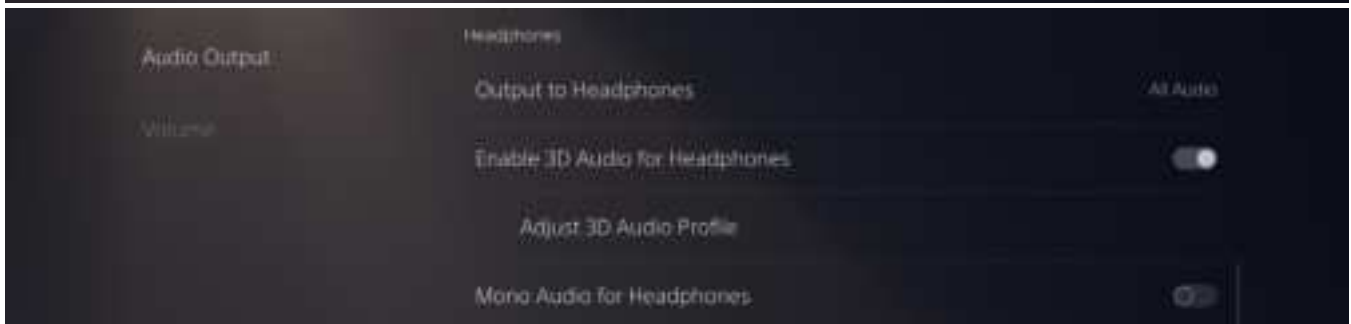 Audio Output
Volume
Headphones
Output to Headphones
All Audio
Enable 3D Audio for Headphones
Adjust 3D Audio Profile
Mono Audio for Headphones